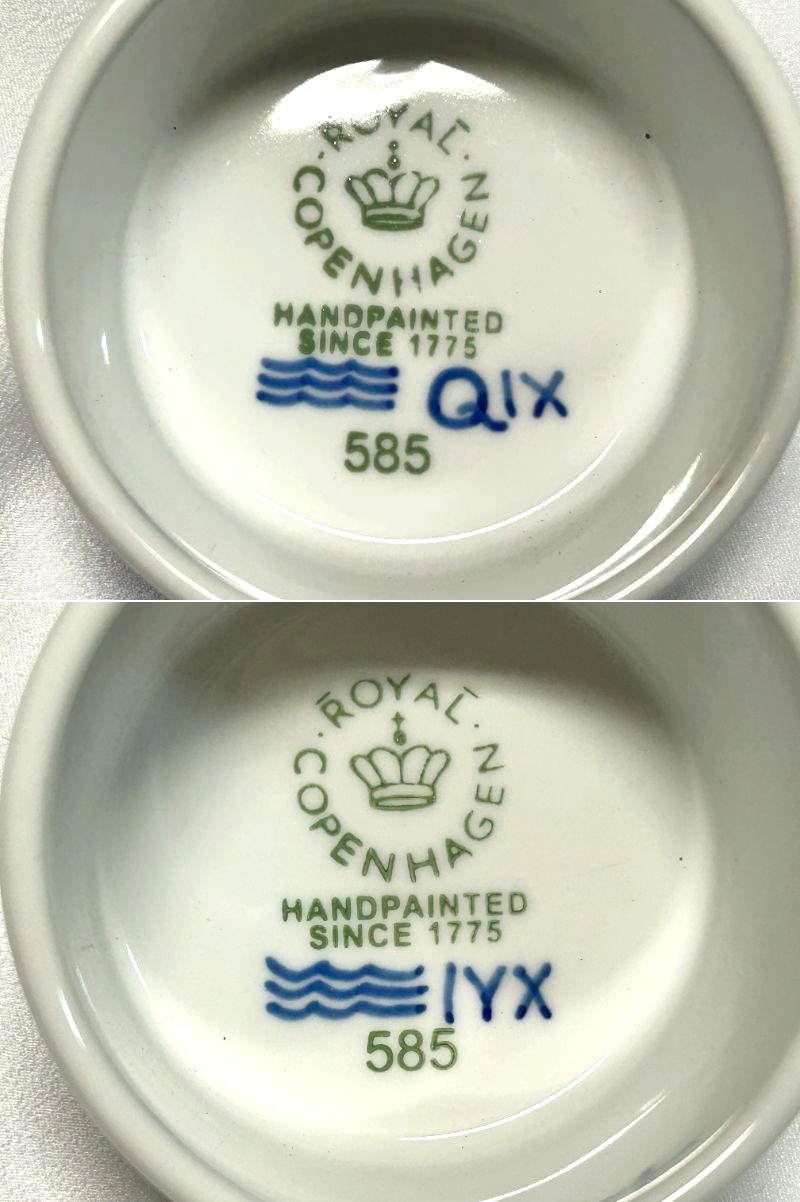 ROYAL
COPENHAGEN
HANDPAINTED
SINCE 1775
QIX
585
ROYAL
COPENHAGEN
HANDPAINTED
SINCE 1775
IYX
585